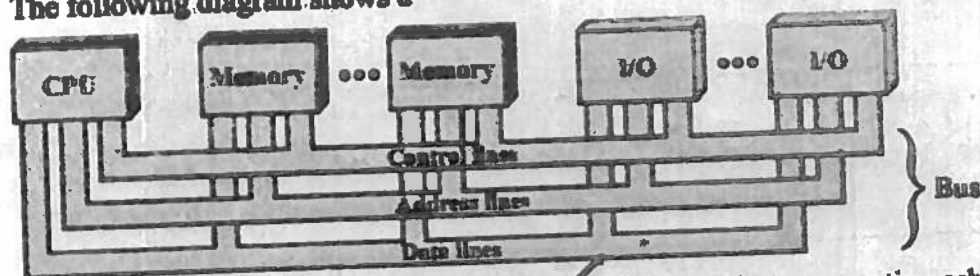 The following diagram shows a
CPU
Memory
Memory
I/O
I/O
Control lines
Address lines
Bus
Data lines